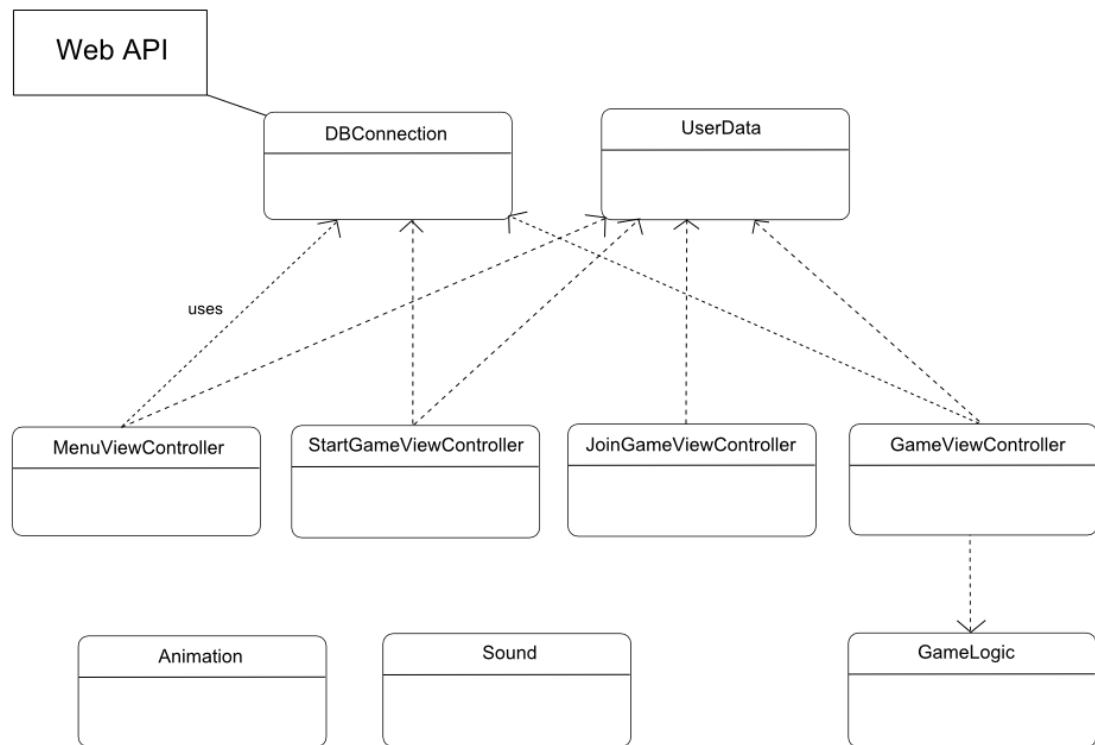 Web API
DBConnection
UserData
uses
MenuViewController
StartGameViewController
JoinGameViewController
GameViewController
Animation
Sound
GameLogic